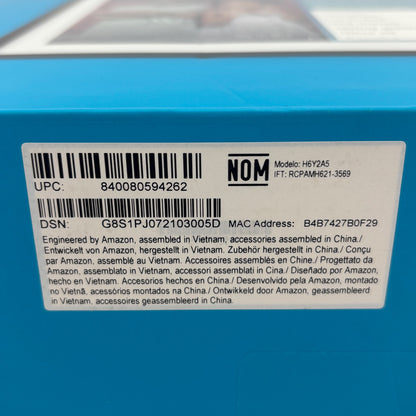 NOM
Modelo: H6Y2A5
IFT: RCPAMH621-3569
UPC: 840080594262
DSN: G8S1PJ072103005D MAC Address: B4B7427B0F29
Engineered by Amazon, assembled in Vietnam, accessories assembled in China./
Entwickelt von Amazon, hergestellt in Vietnam. Zubehör hergestellt in China./ Conçu
par Amazon, assemblé au Vietnam. Accessoires assemblés en Chine./ Progettato da
Amazon, assemblato in Vietnam, accessori assemblati in Cina./ Diseñado por Amazon,
hecho en Vietnam. Accesorios hechos en China./ Desenvolvido pela Amazon, montado
no Vietnã, acessórios montados na China./ Ontwikkeld door Amazon, geassembleerd
in Vietnam, accessoires geassembleerd in China.